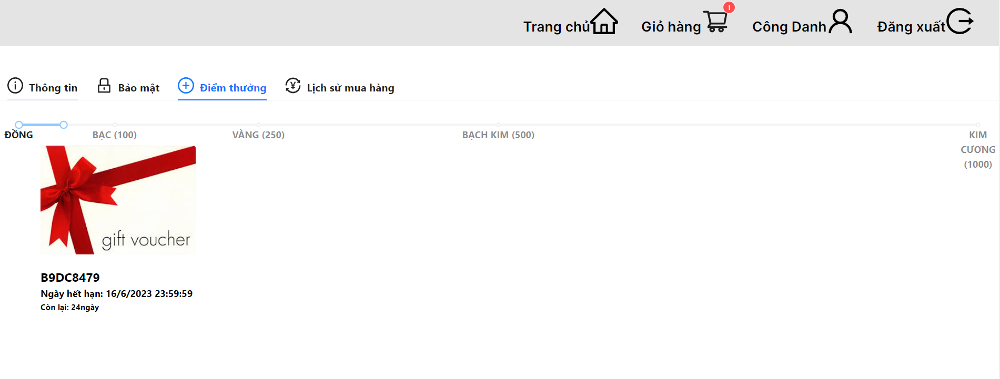 Trang chủ Giỏ hàng 1 Công Danh Đăng xuất
Thông tin Bảo mật Điểm thưởng Lịch sử mua hàng
ĐỒNG BẠC (100) VÀNG (250) BẠCH KIM (500) KIM
CƯƠNG
(1000)
gift voucher
B9DC8479
Ngày hết hạn: 16/6/2023 23:59:59
Còn lại: 24ngày